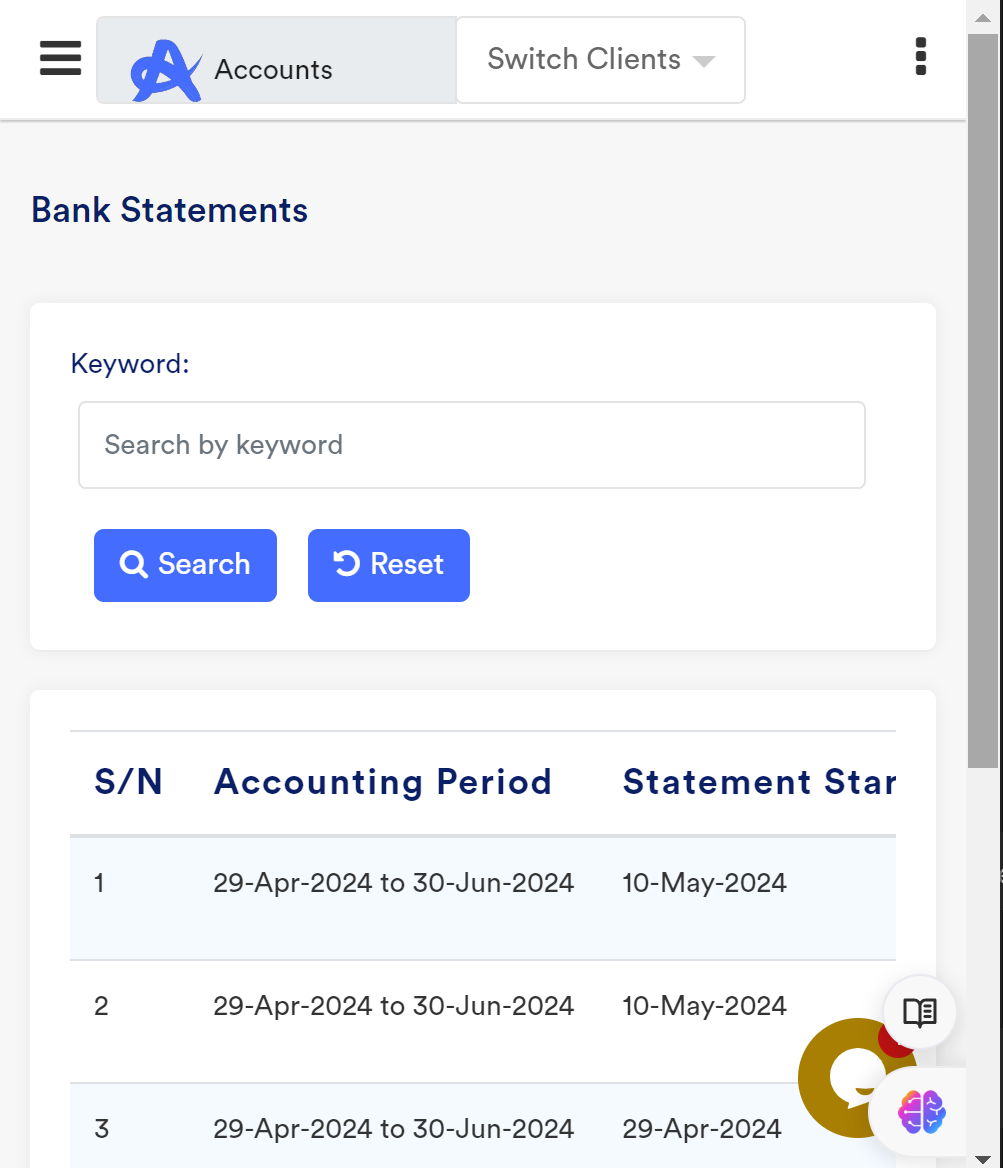 Accounts
Switch Clients
Bank Statements
Keyword:
Search by keyword
Search Reset
S/N Accounting Period Statement Star
1 29-Apr-2024 to 30-Jun-2024 10-May-2024
2 29-Apr-2024 to 30-Jun-2024 10-May-2024
3 29-Apr-2024 to 30-Jun-2024 29-Apr-2024